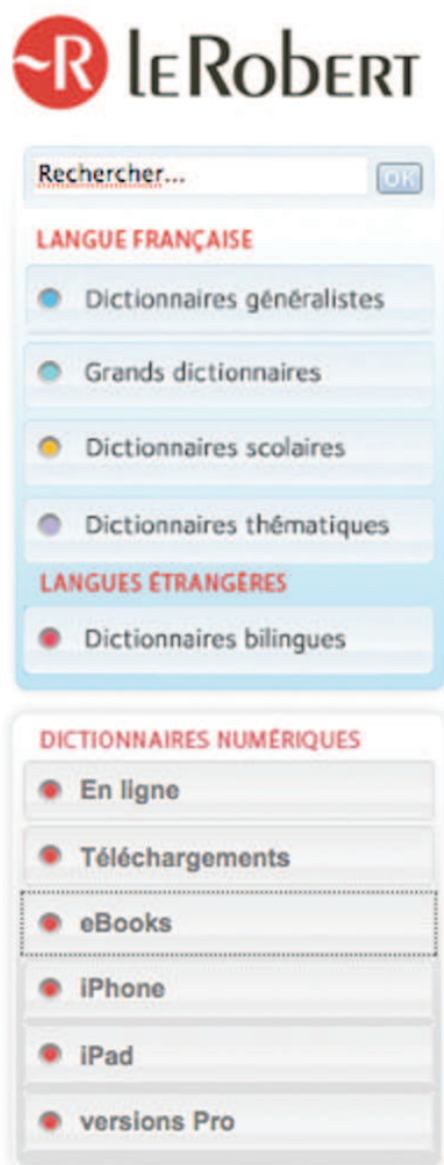 ~R leRobert
Rechercher...
OK
LANGUE FRANÇAISE
Dictionnaires généralistes
Grands dictionnaires
Dictionnaires scolaires
Dictionnaires thématiques
LANGUES ÉTRANGÈRES
Dictionnaires bilingues
DICTIONNAIRES NUMÉRIQUES
En ligne
Téléchargements
eBooks
iPhone
iPad
versions Pro